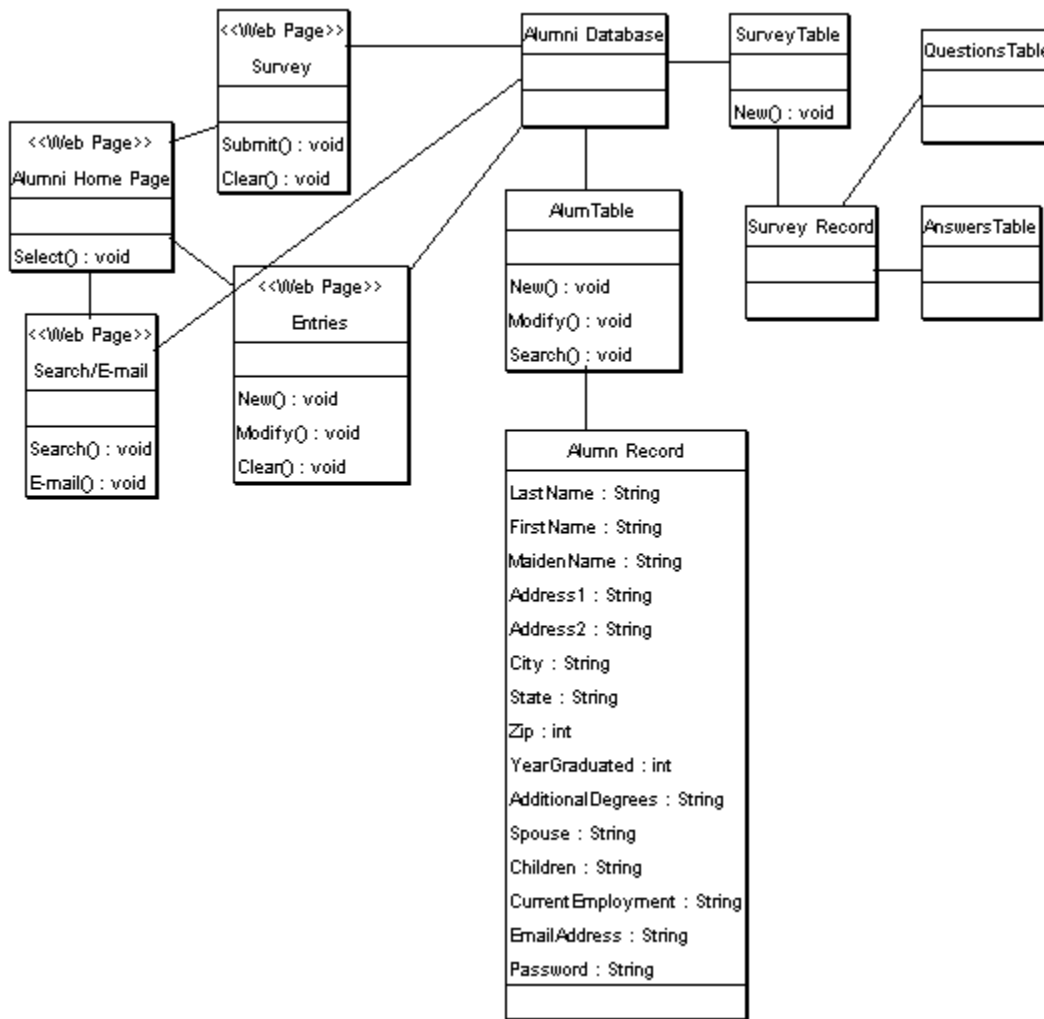 <<Web Page>>
Survey
Submit() : void
Clear() : void
Alumni Database
SurveyTable
New() : void
QuestionsTable
<<Web Page>>
Alumni Home Page
Select() : void
AlumTable
New() : void
Modify() : void
Search() : void
Survey Record
AnswersTable
<<Web Page>>
Entries
New() : void
Modify() : void
Clear() : void
<<Web Page>>
Search/E-mail
Search() : void
E-mail() : void
Alumn Record
LastName : String
FirstName : String
MaidenName : String
Address1 : String
Address2 : String
City : String
State : String
Zip : int
YearGraduated : int
AdditionalDegrees : String
Spouse : String
Children : String
CurrentEmployment : String
EmailAddress : String
Password : String